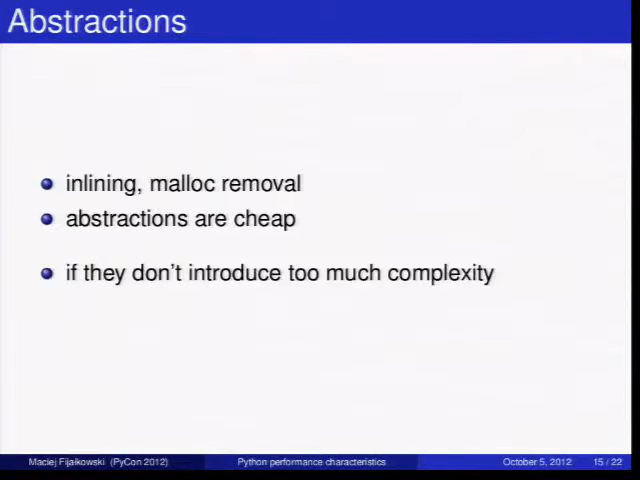 Abstractions
inlining, malloc removal
abstractions are cheap
if they don't introduce too much complexity
Maciej Fijałkowski (PyCon 2012) Python performance characteristics October 5, 2012 15 / 22